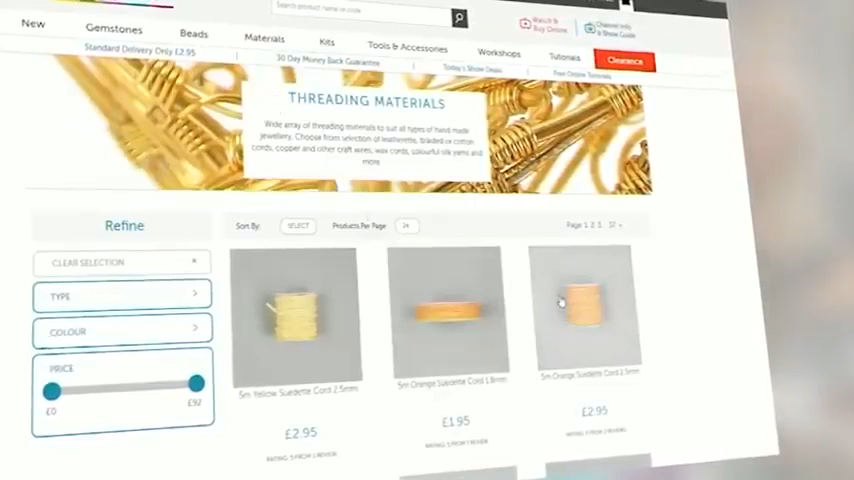 Search product name or code
Watch &
Buy Online
Channel Info
& Show Guide
New
Gemstones
Beads
Materials
Kits
Tools & Accessories
Workshops
Tutorials
Clearance
Standard Delivery Only £2.95
30 Day Money Back Guarantee
Today's Show Deals
Free Online Tutorials
THREADING MATERIALS
Wide array of threading materials to suit all types of hand made
jewellery. Choose from selection of leatherette, braided or cotton
cords, copper and other craft wires, wax cords, colourful silk yarns and
more
Refine
Sort By:
SELECT
Products Per Page
24
Page: 1 2 3
CLEAR SELECTION
TYPE
COLOUR
PRICE
£0
£92
5m Yellow Suedette Cord 2.5mm
£2.95
RATING: 5 FROM 1 REVIEW
5m Orange Suedette Cord 1.8mm
£1.95
RATING: 5 FROM 1 REVIEW
5m Orange Suedette Cord 2.5mm
£2.95